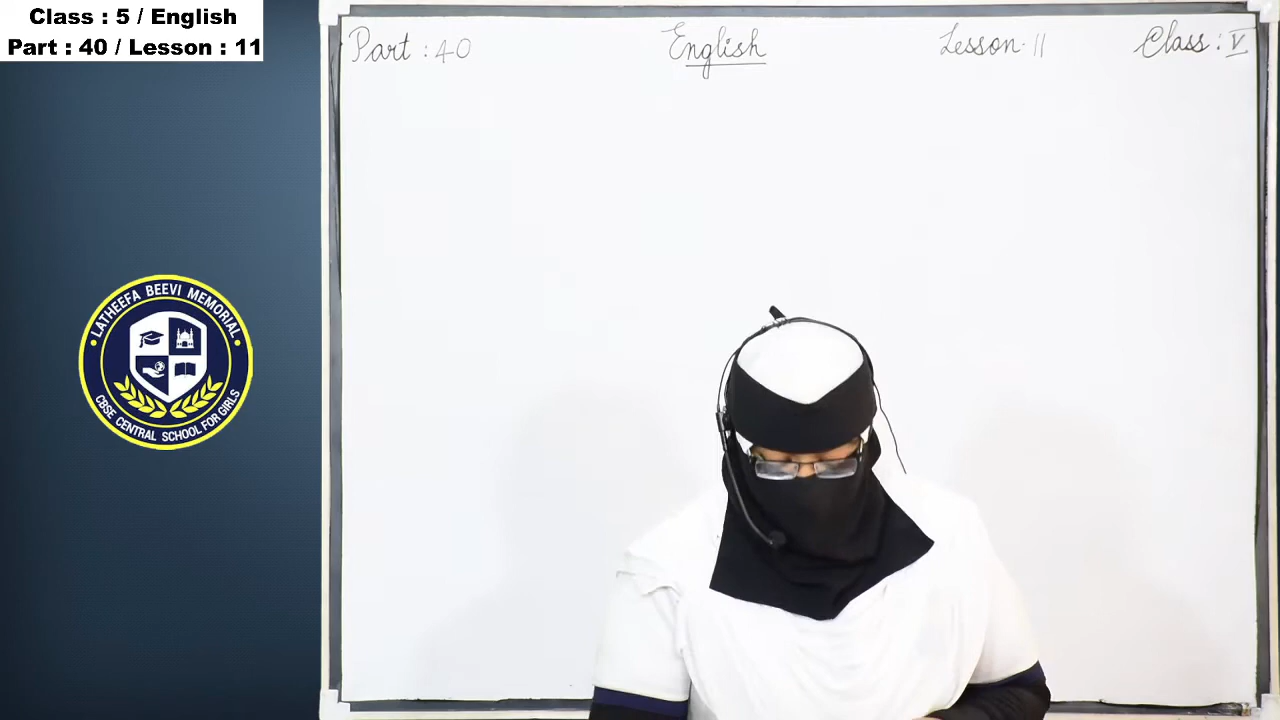 Class : 5 / English
Part : 40 / Lesson : 11
Part : 40 English Lesson. 11 Class : V
LATHEEFA BEEVI MEMORIAL
CBSE CENTRAL SCHOOL FOR GIRLS